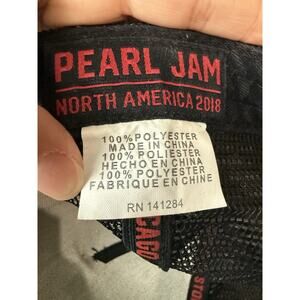 PEARL JAM
NORTH AMERICA 2018
100% POLYESTER
MADE IN CHINA
100% POLIESTER
HECHO EN CHINA
100% POLYESTER
FABRIQUE EN CHINE
RN 141284